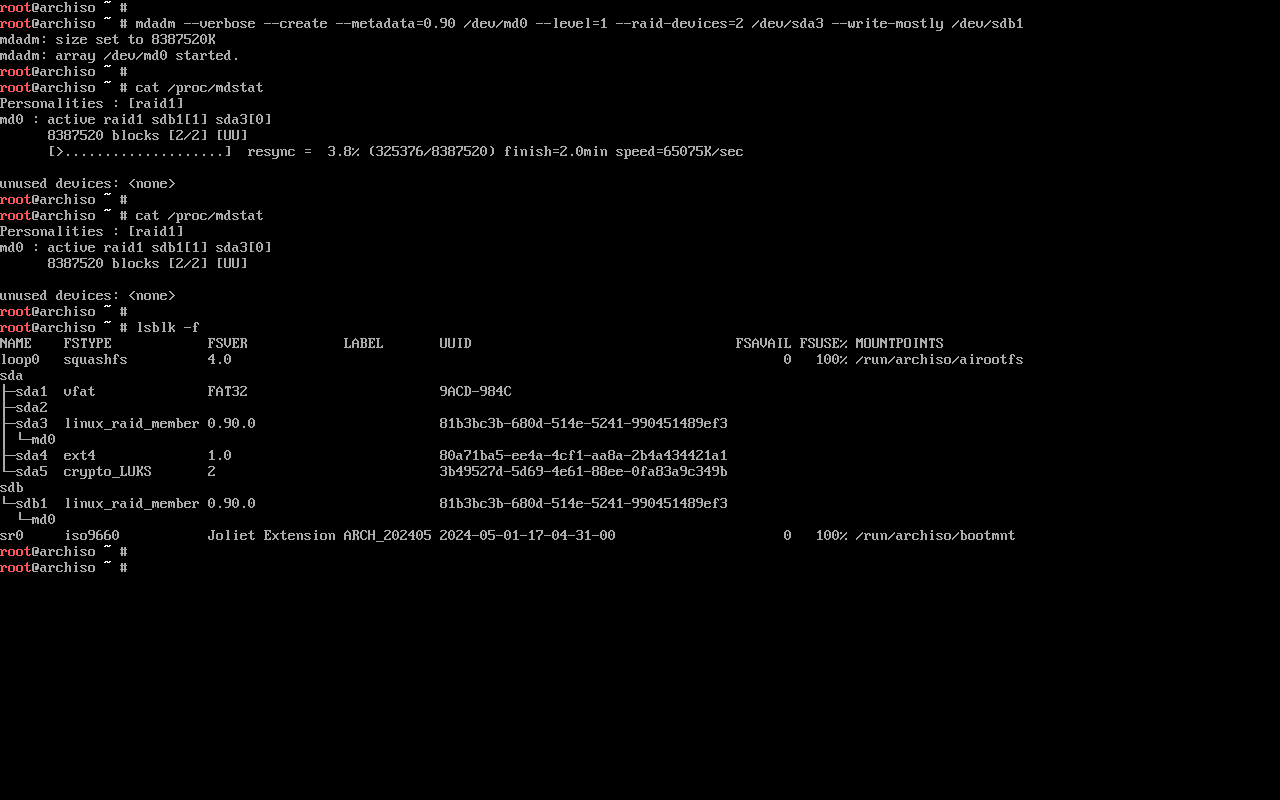 root@archiso ~ #
root@archiso ~ # mdadm --verbose --create --metadata=0.90 /dev/md0 --level=1 --raid-devices=2 /dev/sda3 --write-mostly /dev/sdb1
mdadm: size set to 8387520K
mdadm: array /dev/md0 started.
root@archiso ~ #
root@archiso ~ # cat /proc/mdstat
Personalities : [raid1]
md0 : active raid1 sdb1[1] sda3[0]
      8387520 blocks [2/2] [UU]
      [>....................]  resync =  3.8% (325376/8387520) finish=2.0min speed=65075K/sec

unused devices: <none>
root@archiso ~ #
root@archiso ~ # cat /proc/mdstat
Personalities : [raid1]
md0 : active raid1 sdb1[1] sda3[0]
      8387520 blocks [2/2] [UU]

unused devices: <none>
root@archiso ~ #
root@archiso ~ # lsblk -f
NAME    FSTYPE            FSVER            LABEL       UUID                                 FSAVAIL FSUSE% MOUNTPOINTS
loop0   squashfs          4.0                                                                     0   100% /run/archiso/airootfs
sda
├─sda1  vfat              FAT32                        9ACD-984C
├─sda2
├─sda3  linux_raid_member 0.90.0                       81b3bc3b-680d-514e-5241-990451489ef3
│ └─md0
├─sda4  ext4              1.0                          80a71ba5-ee4a-4cf1-aa8a-2b4a434421a1
└─sda5  crypto_LUKS       2                            3b49527d-5d69-4e61-88ee-0fa83a9c349b
sdb
└─sdb1  linux_raid_member 0.90.0                       81b3bc3b-680d-514e-5241-990451489ef3
  └─md0
sr0     iso9660           Joliet Extension ARCH_202405 2024-05-01-17-04-31-00                     0   100% /run/archiso/bootmnt
root@archiso ~ #
root@archiso ~ #